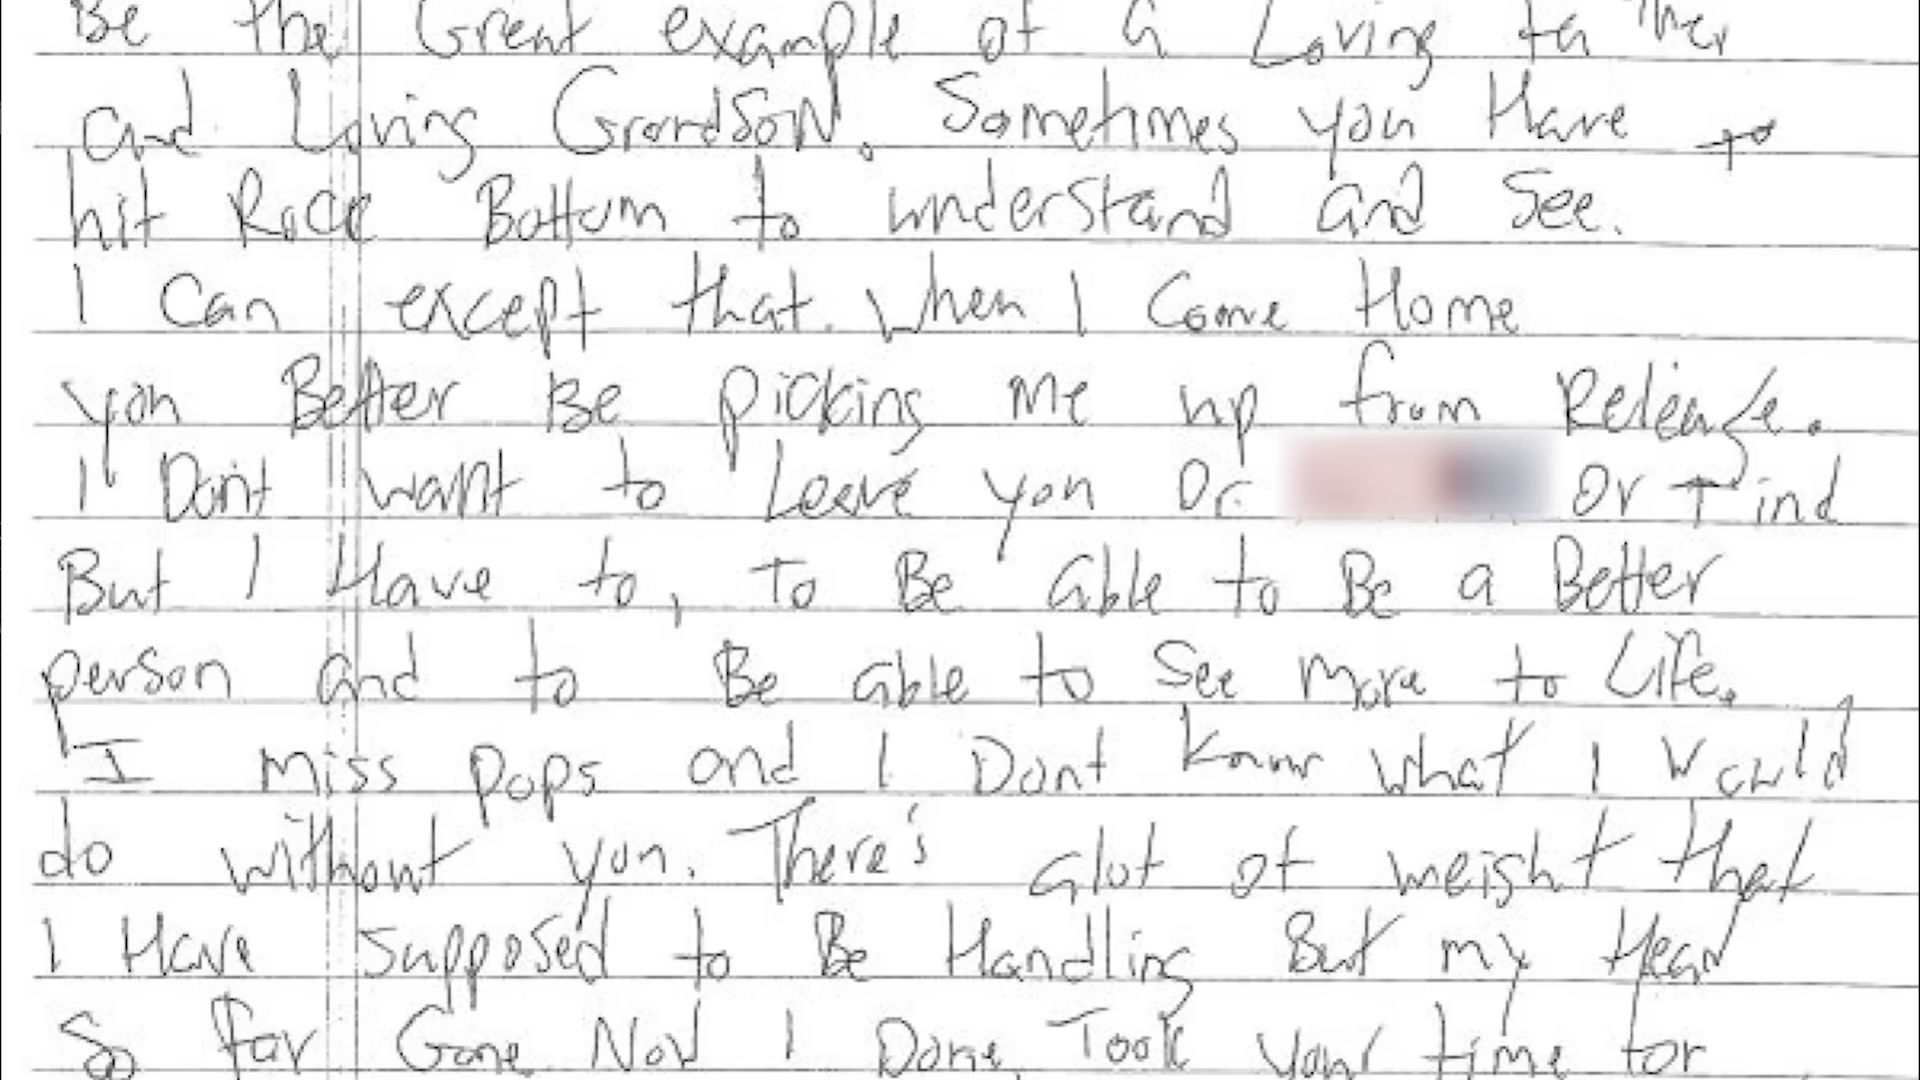 Be the Great example of a Loving father
and Loving GrandSoN. Sometimes you Have to
hit Rock Bottom to understand and See.
I Can except that. When I Come Home
you Better Be picking Me up from Release.
I Don't want to Leave you Or or
But I Have to, To Be able to Be a Better
person and to Be able to See More to Life.
I miss pops and I Dont know what I Would
do without you. There's alot of weight that
I Have supposed to Be Handling But my Head
So far Gone Now I Done Took your time for